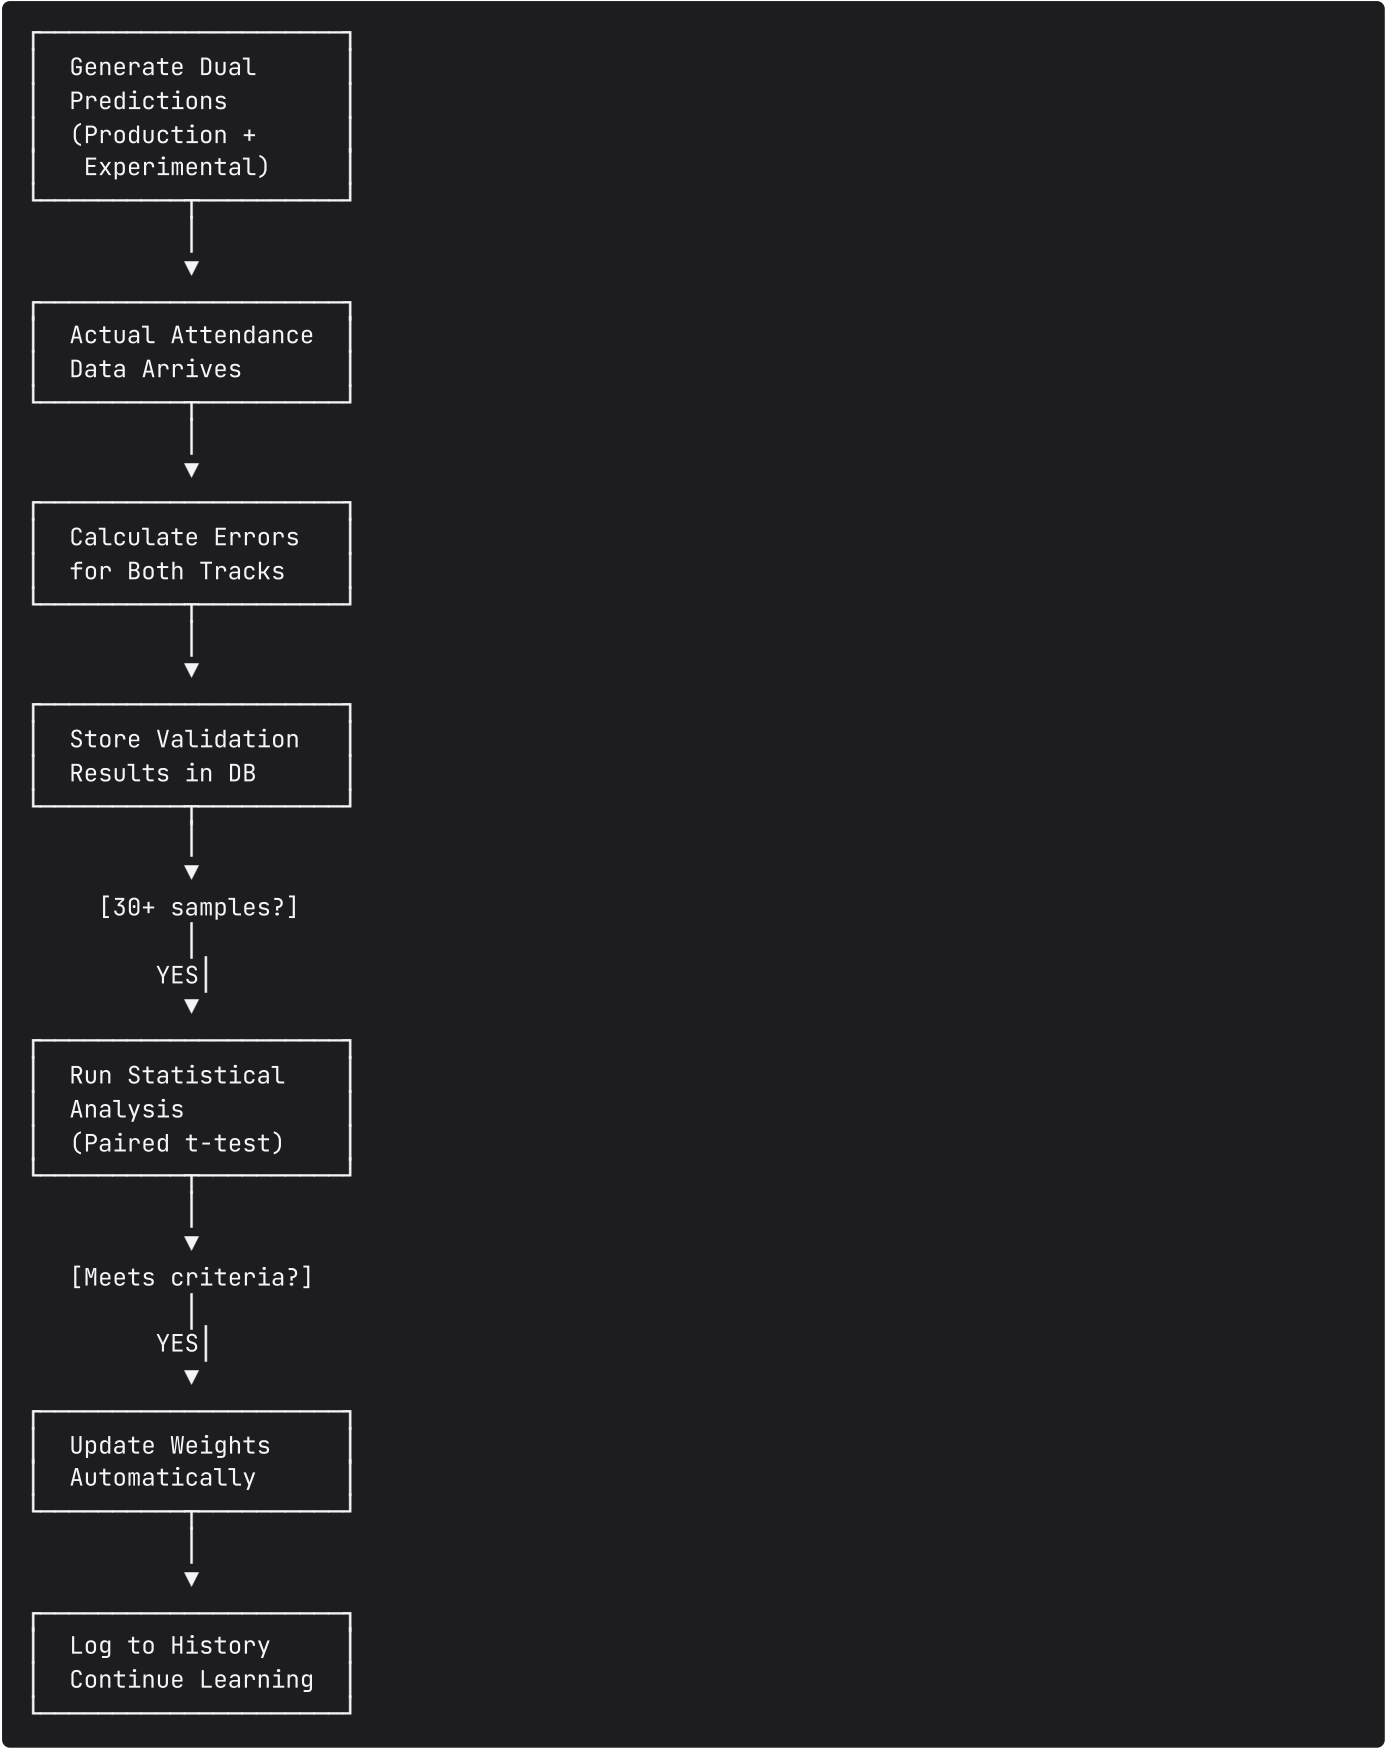 Generate Dual
Predictions
(Production +
Experimental)
Actual Attendance
Data Arrives
Calculate Errors
for Both Tracks
Store Validation
Results in DB
[30+ samples?]
YES
Run Statistical
Analysis
(Paired t-test)
[Meets criteria?]
YES
Update Weights
Automatically
Log to History
Continue Learning